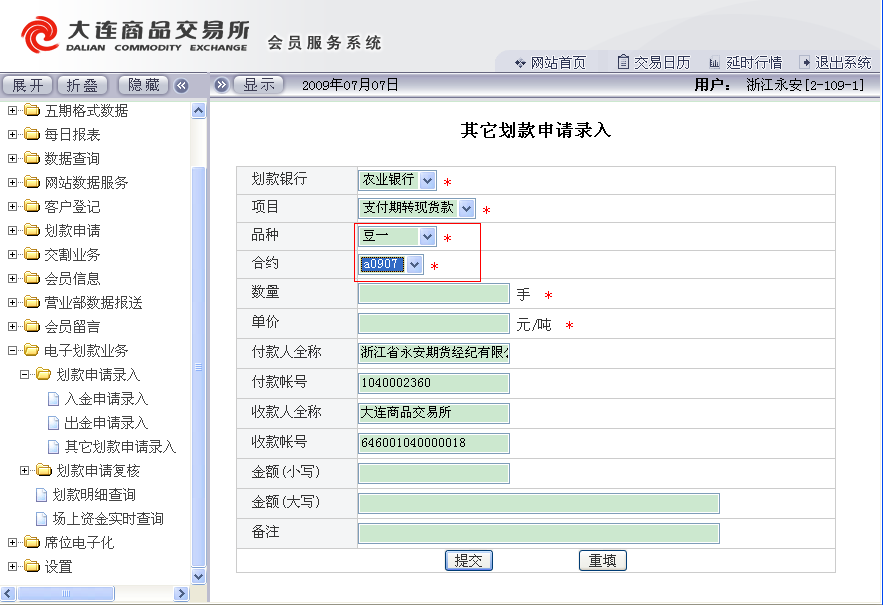 大连商品交易所
DALIAN COMMODITY EXCHANGE
会员服务系统
网站首页 交易日历 延时行情 退出系统
展开 折叠 隐藏 显示 2009年07月07日 用户: 浙江永安[2-109-1]
五期格式数据
每日报表
数据查询
网站数据服务
客户登记
划款申请
交割业务
会员信息
营业部数据报送
会员留言
电子划款业务
划款申请录入
入金申请录入
出金申请录入
其它划款申请录入
划款申请复核
划款明细查询
场上资金实时查询
席位电子化
设置
其它划款申请录入
划款银行 农业银行 *
项目 支付期转现货款 *
品种 豆一 *
合约 a0907 *
数量 手 *
单价 元/吨 *
付款人全称 浙江省永安期货经纪有限
付款帐号 1040002360
收款人全称 大连商品交易所
收款帐号 646001040000018
金额(小写)
金额(大写)
备注
提交 重填